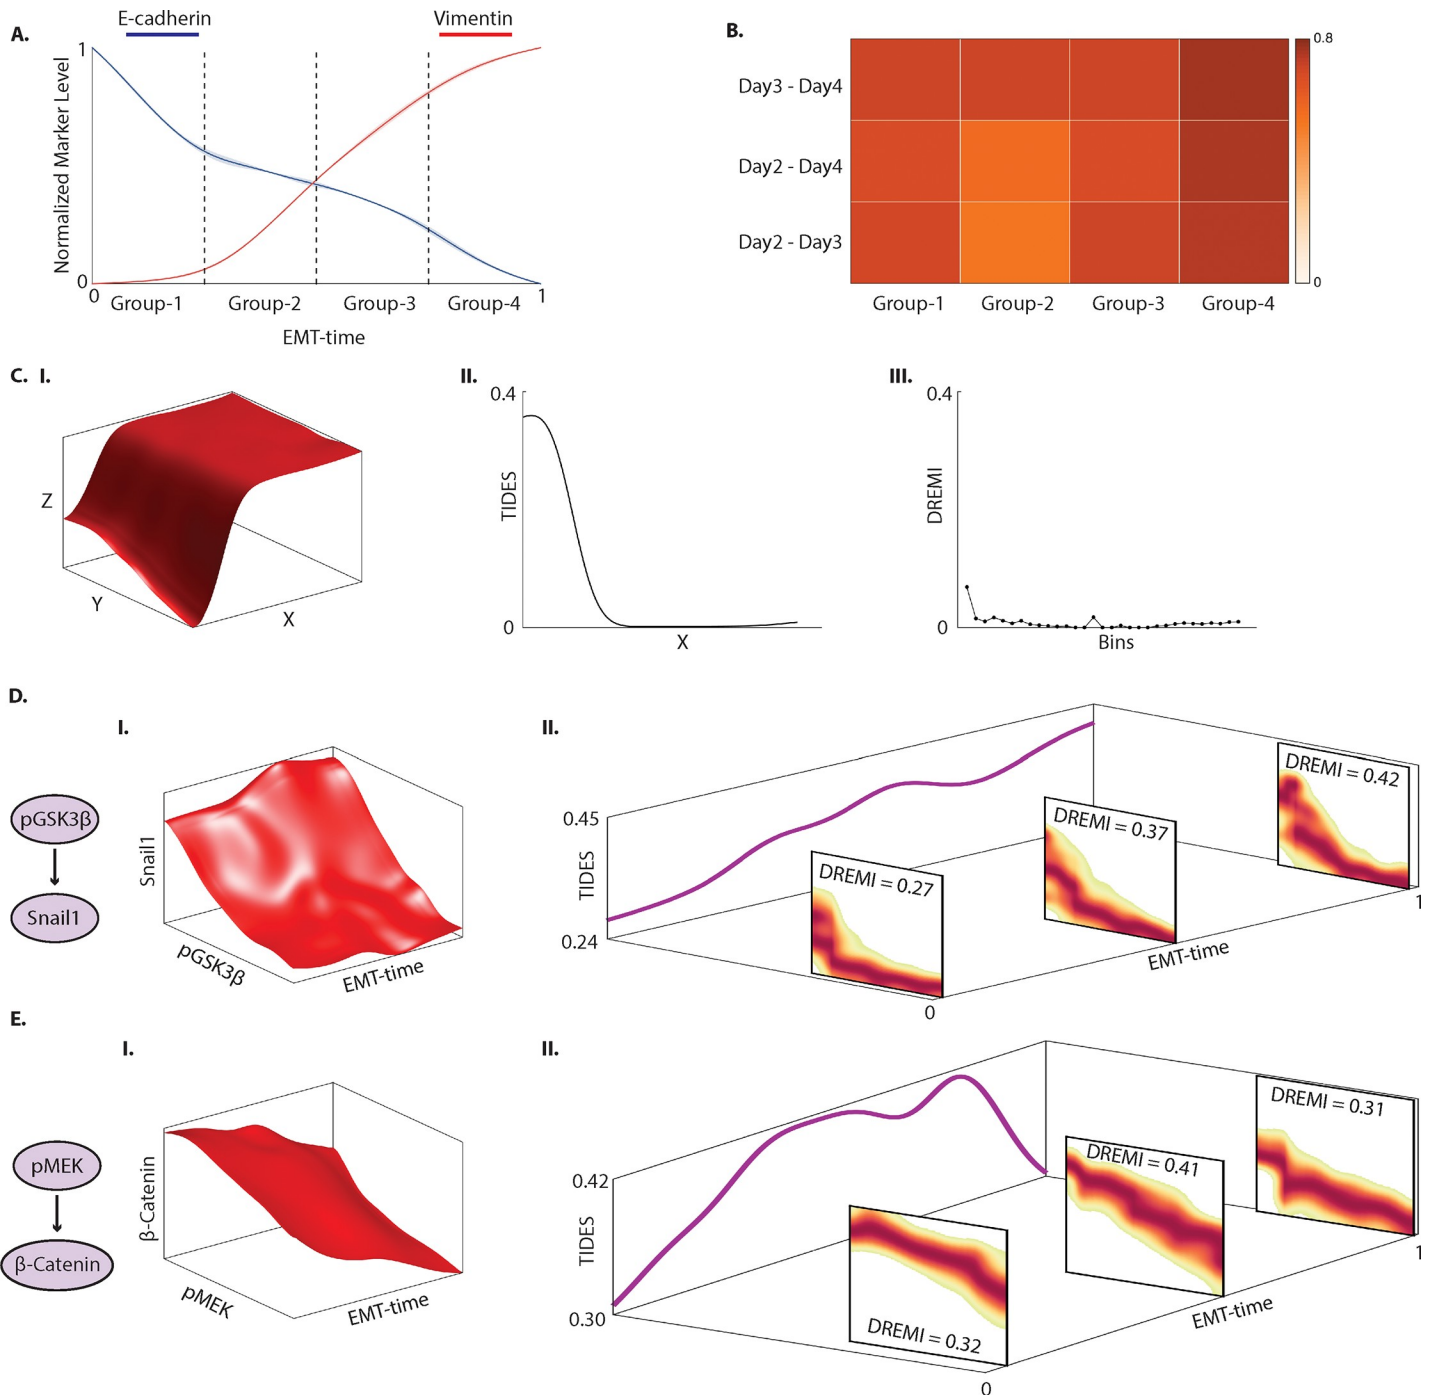 A.
E-cadherin
Vimentin
1
Normalized Marker Level
0
0
Group-1
Group-2
Group-3
Group-4
1
EMT-time
B.
Day3 - Day4
Day2 - Day4
Day2 - Day3
Group-1
Group-2
Group-3
Group-4
0.8
0
C. I.
Z
Y
X
II.
0.4
TIDES
0
X
III.
0.4
DREMI
0
Bins
D.
pGSK3β
Snail1
I.
Snail1
pGSK3β
EMT-time
II.
0.45
TIDES
0.24
DREMI = 0.27
DREMI = 0.37
DREMI = 0.42
0
EMT-time
1
E.
pMEK
β-Catenin
I.
β-Catenin
pMEK
EMT-time
II.
0.42
TIDES
0.30
DREMI = 0.32
DREMI = 0.41
DREMI = 0.31
0
EMT-time
1